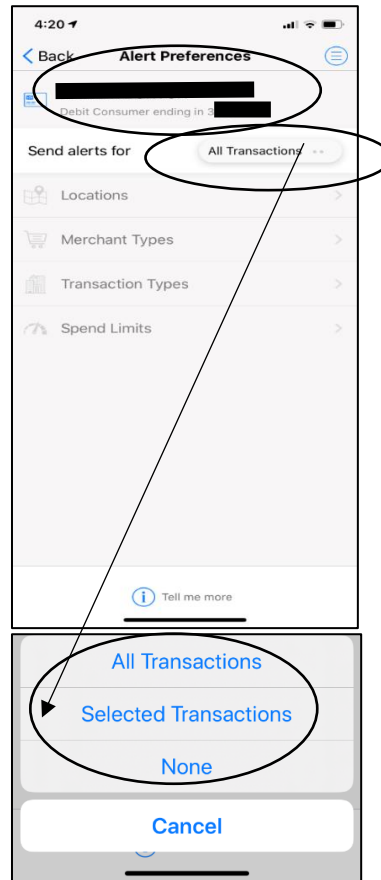 4:20
Back Alert Preferences
Debit Consumer ending in 3
Send alerts for All Transactions
Locations
Merchant Types
Transaction Types
Spend Limits
Tell me more
All Transactions
Selected Transactions
None
Cancel